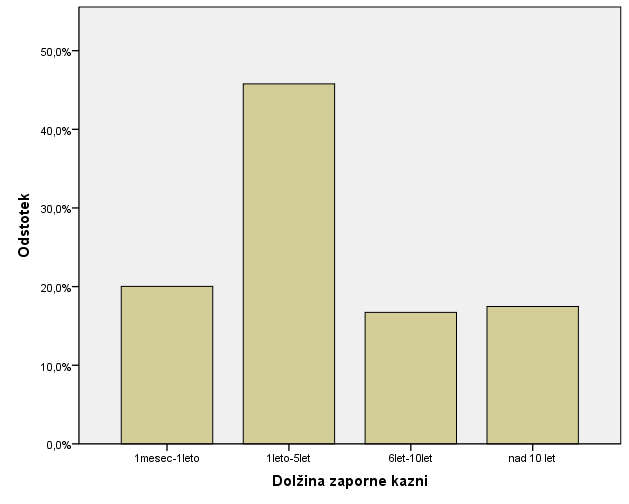 Odstotek
50,0%
40,0%
30,0%
20,0%
10,0%
0,0%
1mesec-1leto
1leto-5let
6let-10let
nad 10 let
Dolžina zaporne kazni